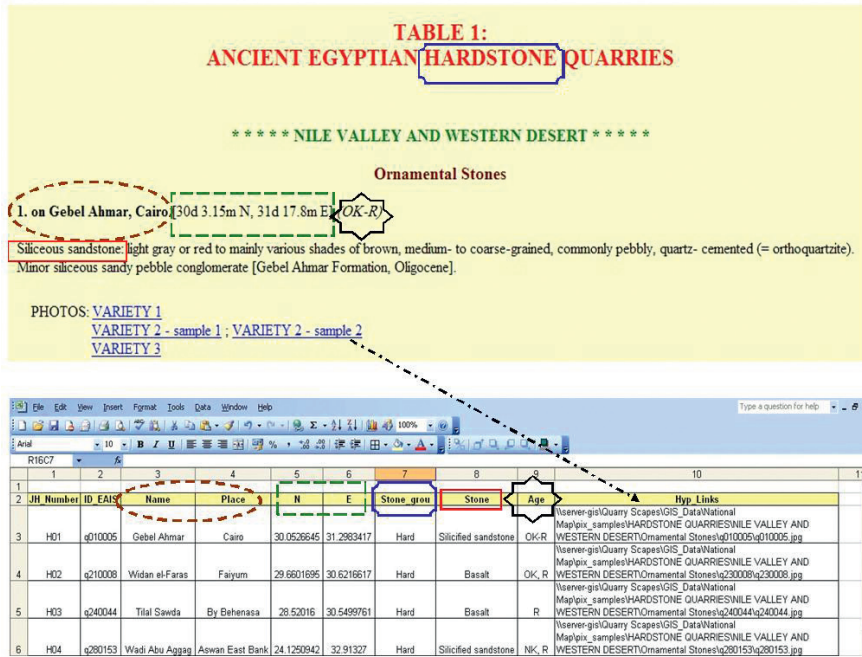 TABLE 1:
ANCIENT EGYPTIAN HARDSTONE QUARRIES
* * * * * NILE VALLEY AND WESTERN DESERT * * * * *
Ornamental Stones
1. on Gebel Ahmar, Cairo [30d 3.15m N, 31d 17.8m E] (OK-R)
Siliceous sandstone: light gray or red to mainly various shades of brown, medium- to coarse-grained, commonly pebbly, quartz- cemented (= orthoquartzite).
Minor siliceous sandy pebble conglomerate [Gebel Ahmar Formation, Oligocene].
PHOTOS: VARIETY 1
VARIETY 2 - sample 1 ; VARIETY 2 - sample 2
VARIETY 3
File Edit View Insert Format Tools Data Window Help Type a question for help
100%
Arial 10 B I U
R16C7 fx
1 2 3 4 5 6 7 8 9 10 11
1
2 JH_Number ID_EAIS Name Place N E Stone_grou Stone Age Hyp_Links
\\server-gis\Quarry Scapes\GIS_Data\National
Map\pix_samples\HARDSTONE QUARRIES\NILE VALLEY AND
3 H01 q010005 Gebel Ahmar Cairo 30.0526645 31.2983417 Hard Silicified sandstone OK-R WESTERN DESERT\Ornamental Stones\q010005\q010005.jpg
\\server-gis\Quarry Scapes\GIS_Data\National
Map\pix_samples\HARDSTONE QUARRIES\NILE VALLEY AND
4 H02 q210008 Widan el-Faras Faiyum 29.6601695 30.6216617 Hard Basalt OK, R WESTERN DESERT\Ornamental Stones\q230008\q230008.jpg
\\server-gis\Quarry Scapes\GIS_Data\National
Map\pix_samples\HARDSTONE QUARRIES\NILE VALLEY AND
5 H03 q240044 Tilal Sawda By Behenasa 28.52016 30.5499761 Hard Basalt R WESTERN DESERT\Ornamental Stones\q240044\q240044.jpg
\\server-gis\Quarry Scapes\GIS_Data\National
Map\pix_samples\HARDSTONE QUARRIES\NILE VALLEY AND
6 H04 q280153 Wadi Abu Aggag Aswan East Bank 24.1250942 32.91327 Hard Silicified sandstone NK, R WESTERN DESERT\Ornamental Stones\q280153\q280153.jpg